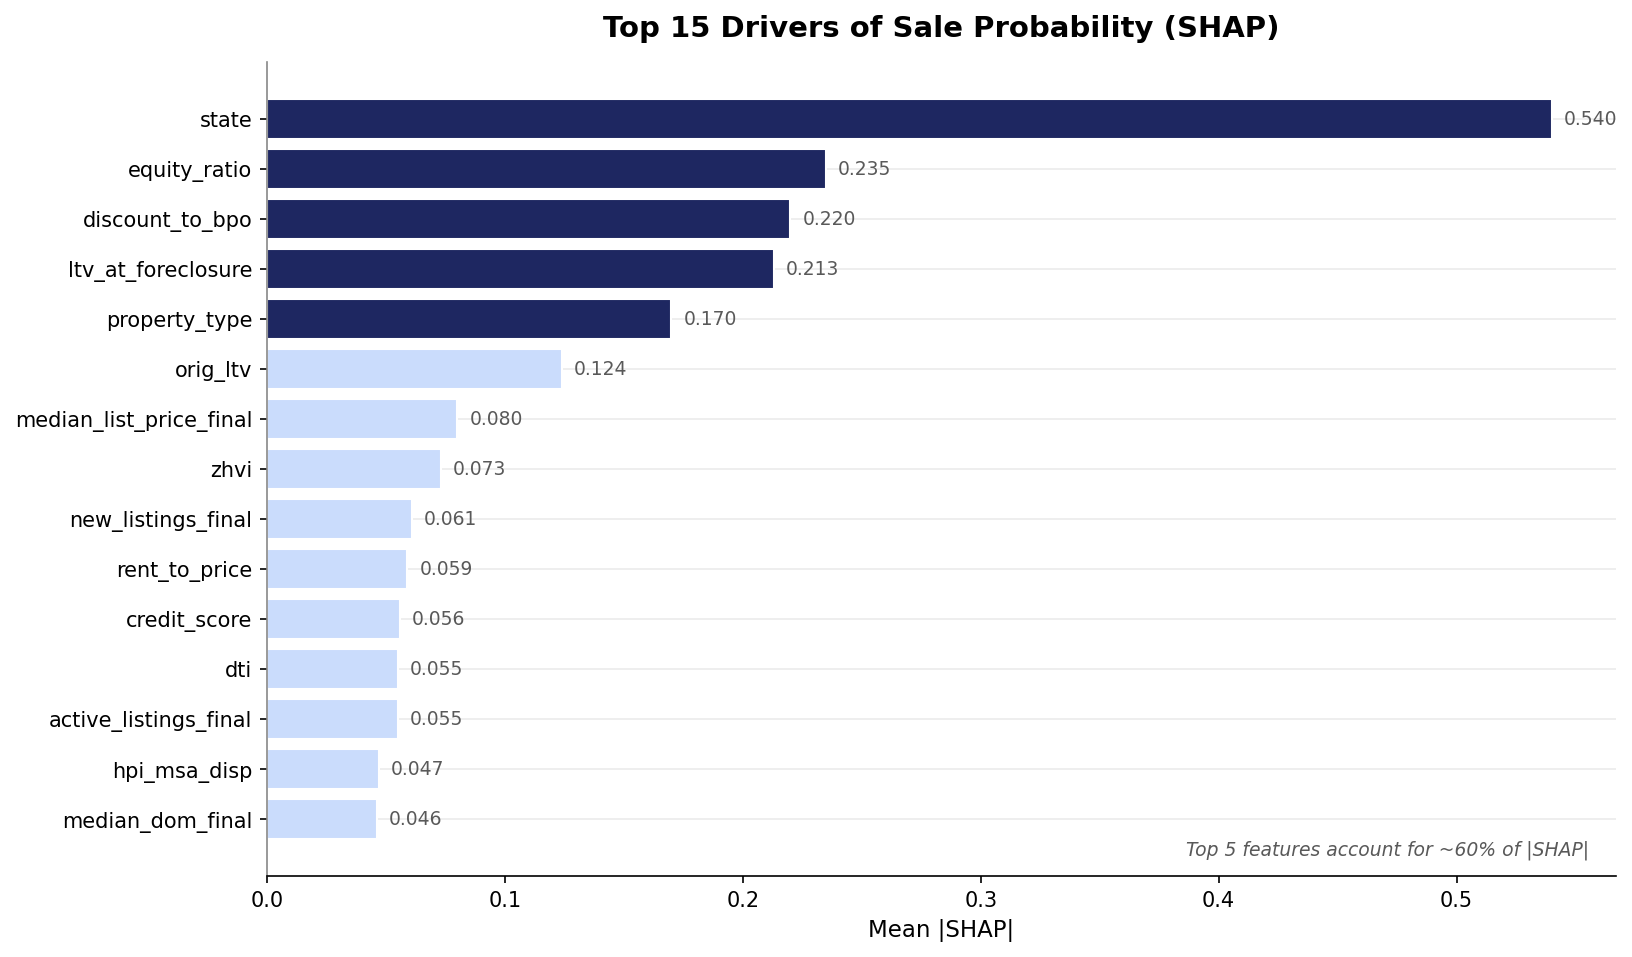 Top 15 Drivers of Sale Probability (SHAP)
state 0.540
equity_ratio 0.235
discount_to_bpo 0.220
ltv_at_foreclosure 0.213
property_type 0.170
orig_ltv 0.124
median_list_price_final 0.080
zhvi 0.073
new_listings_final 0.061
rent_to_price 0.059
credit_score 0.056
dti 0.055
active_listings_final 0.055
hpi_msa_disp 0.047
median_dom_final 0.046
Top 5 features account for ~60% of |SHAP|
0.0 0.1 0.2 0.3 0.4 0.5
Mean |SHAP|